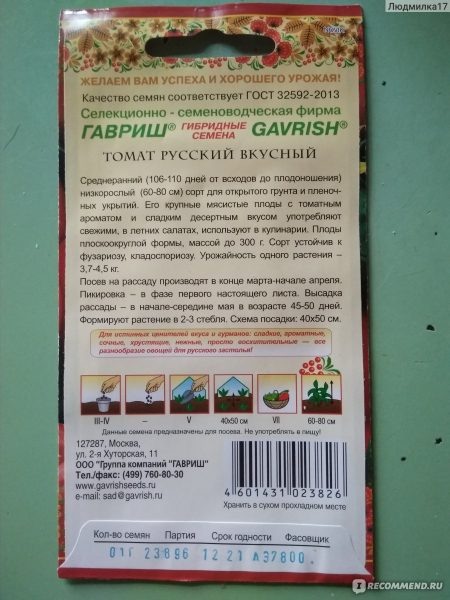 Людмилка17
ЖЕЛАЕМ ВАМ УСПЕХА И ХОРОШЕГО УРОЖАЯ!
Качество семян соответствует ГОСТ 32592-2013
Селекционно - семеноводческая фирма
ГАВРИШ® ГИБРИДНЫЕ СЕМЕНА GAVRISH®
ТОМАТ РУССКИЙ ВКУСНЫЙ
Среднеранний (106-110 дней от всходов до плодоношения)
низкорослый (60-80 см) сорт для открытого грунта и пленоч-
ных укрытий. Его крупные мясистые плоды с томатным
ароматом и сладким десертным вкусом употребляют
свежими, в летних салатах, используют в кулинарии. Плоды
плоскоокруглой формы, массой до 300 г. Сорт устойчив к
фузариозу, кладоспориозу. Урожайность одного растения –
3,7-4,5 кг.
Посев на рассаду производят в конце марта-начале апреля.
Пикировка – в фазе первого настоящего листа. Высадка
рассады – в начале-середине мая в возрасте 45-50 дней.
Формируют растение в 2-3 стебля. Схема посадки: 40х50 см.
Для истинных ценителей вкуса и гурманов: сладкие, ароматные,
сочные, хрустящие, нежные, просто восхитительные — все
разнообразие овощей для русского застолья!
III-IV – V 40х50 см VII 60-80 см
Данные семена предназначены для посева. Не употреблять в пищу!
127287, Москва,
ул. 2-я Хуторская, 11
ООО "Группа компаний "ГАВРИШ"
Тел./факс: (499) 760-80-30
www.gavrishseeds.ru
e-mail: sad@gavrish.ru
4 601431 023826
Хранить в сухом прохладном месте
Кол-во семян Партия Срок годности Фасовщик
01Г 23896 12 21 А37800
IRECOMMEND.RU